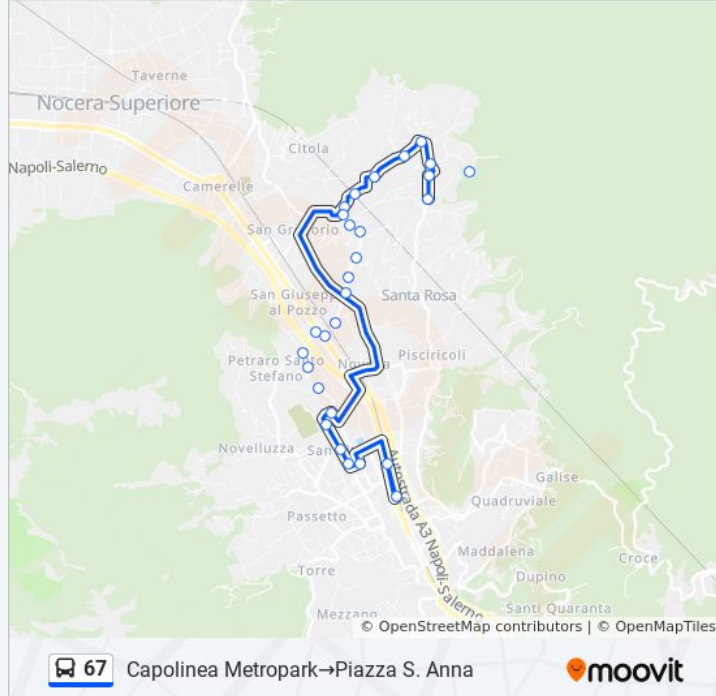 Taverne
Nocera Superiore
Citola
Napoli-Salerno
Camerelle
San Gregorio
San Giuseppe
al Pozzo
Santa Rosa
Petraro Santo
Stefano
Pisciricoli
Novelluzza
Autostrada A3 Napoli-Salerno
Galise
Quadruviale
Passetto
Maddalena
Croce
Torre
Dupino
Mezzano
Santi Quaranta
© OpenStreetMap contributors | © OpenMapTiles
67 Capolinea Metropark→Piazza S. Anna
moovit